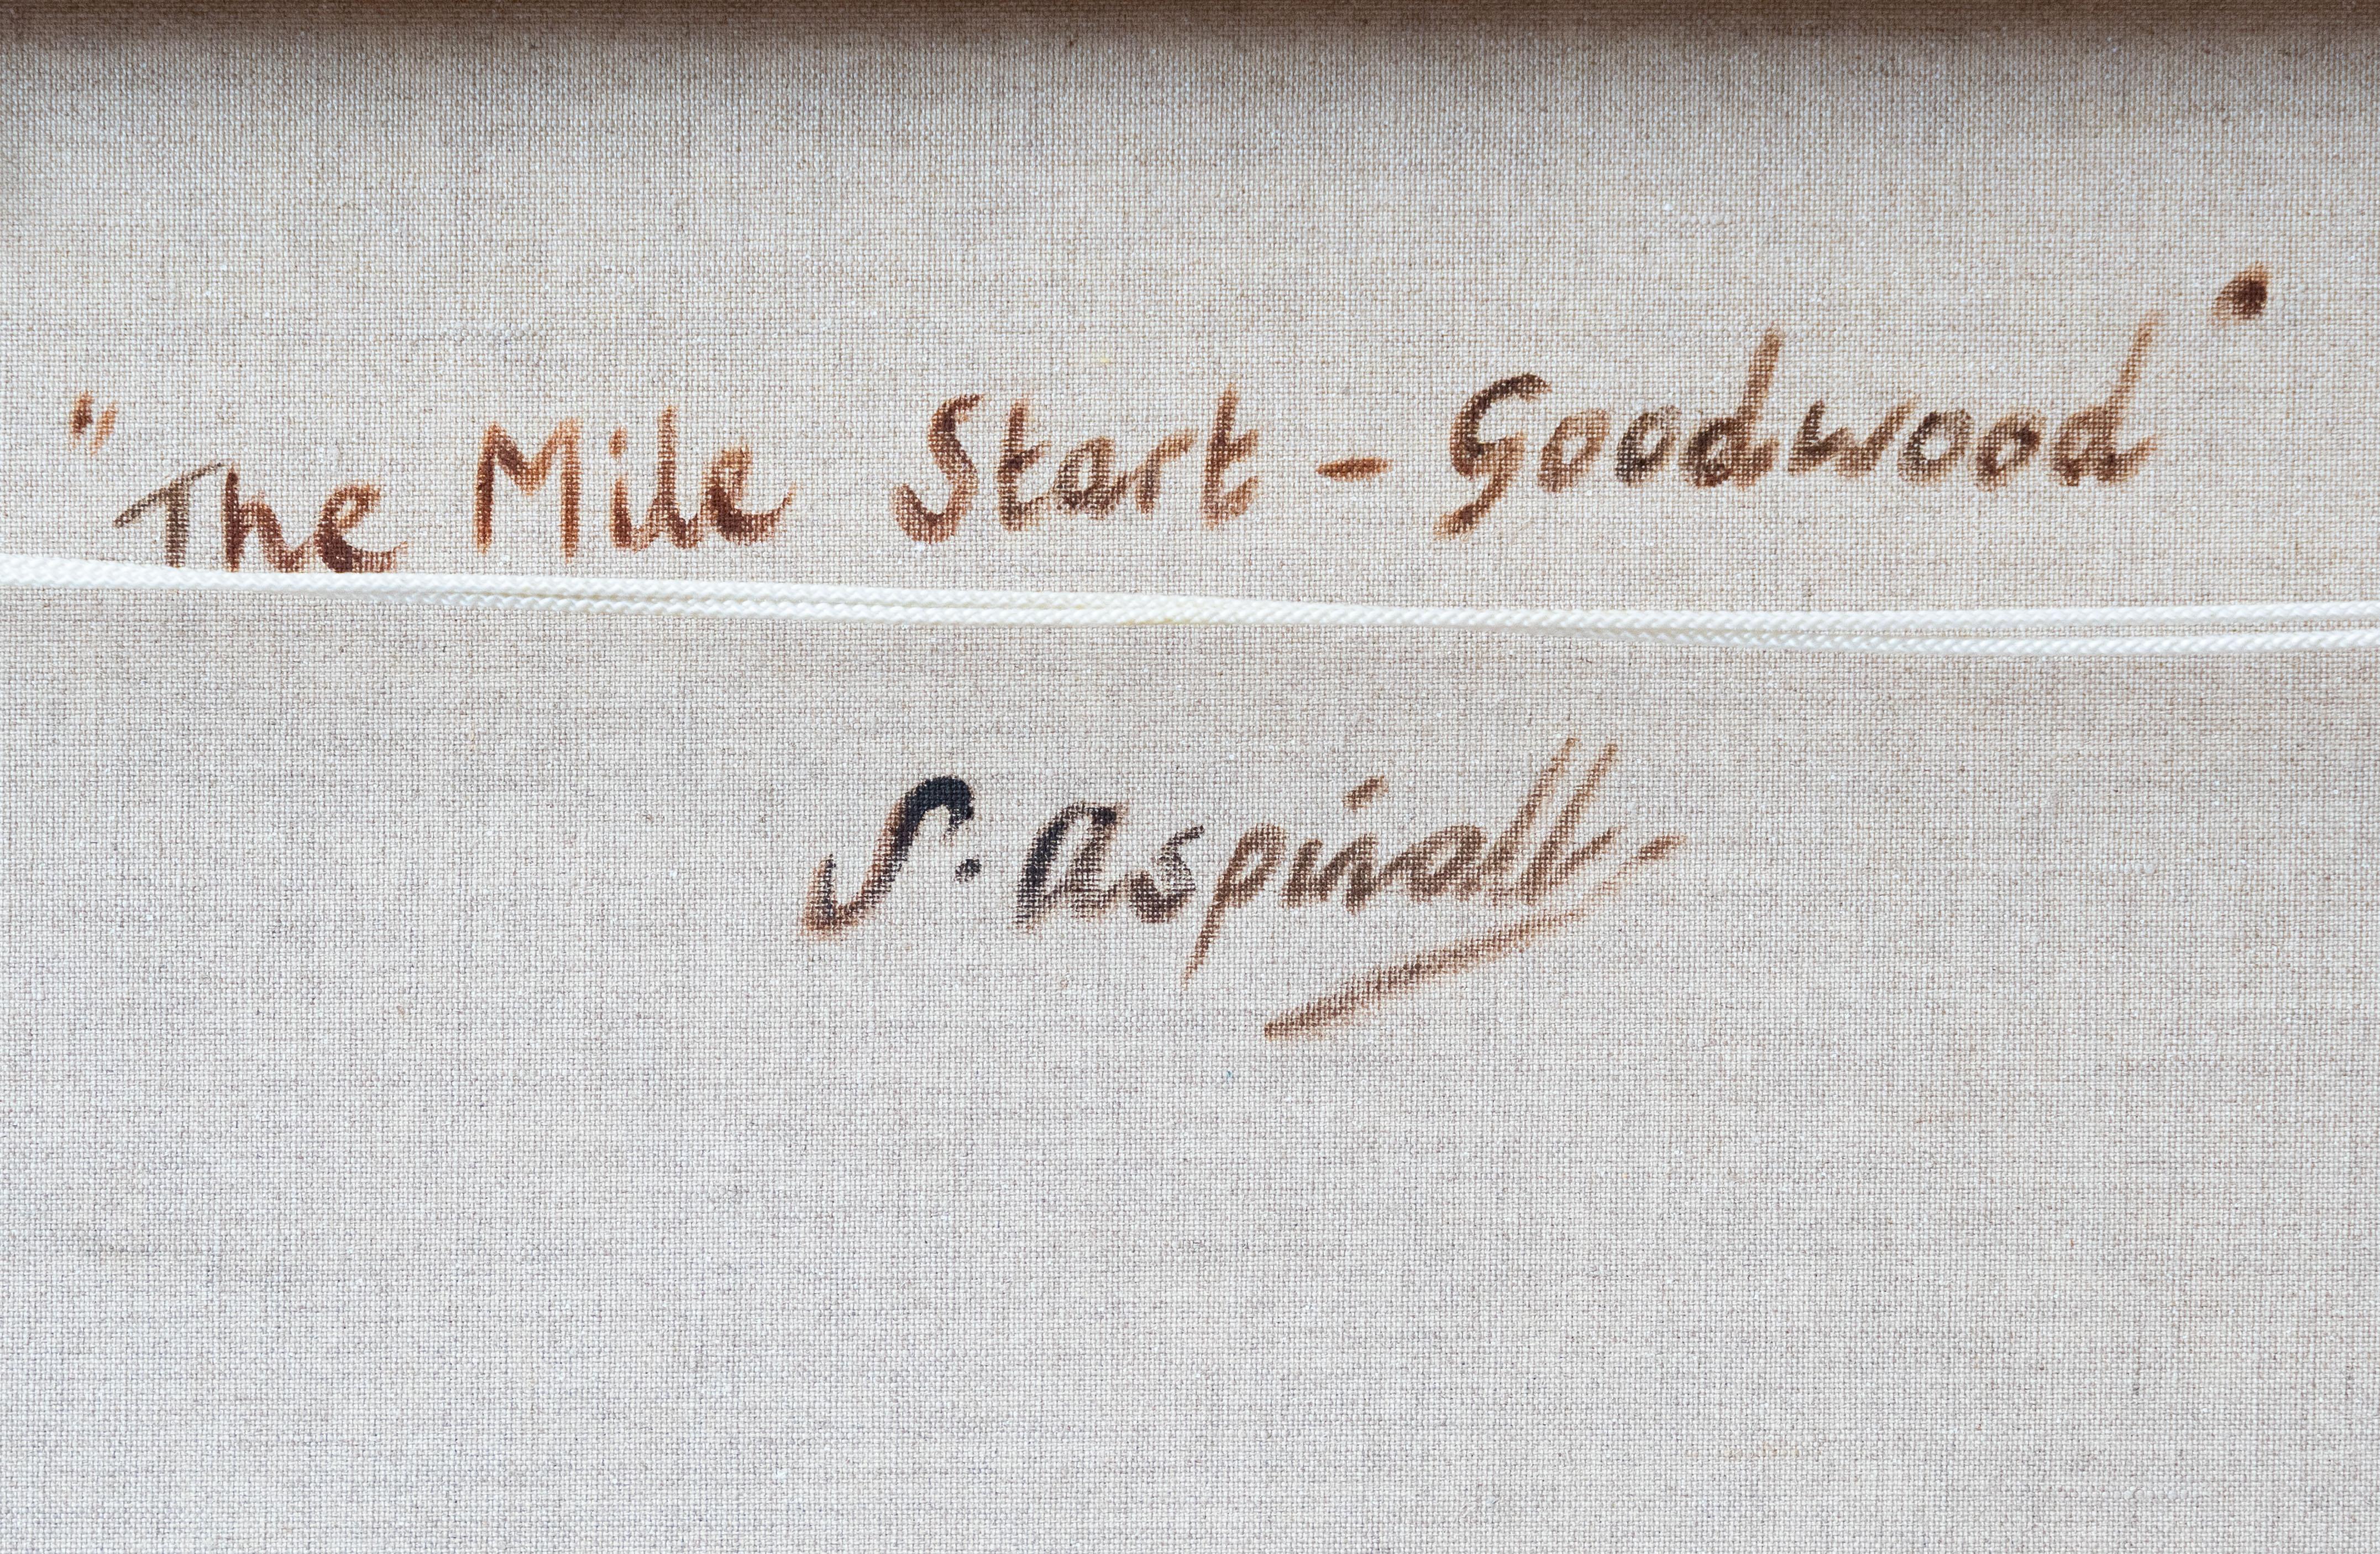 "The Mile Start - Goodwood"
S. Aspinall